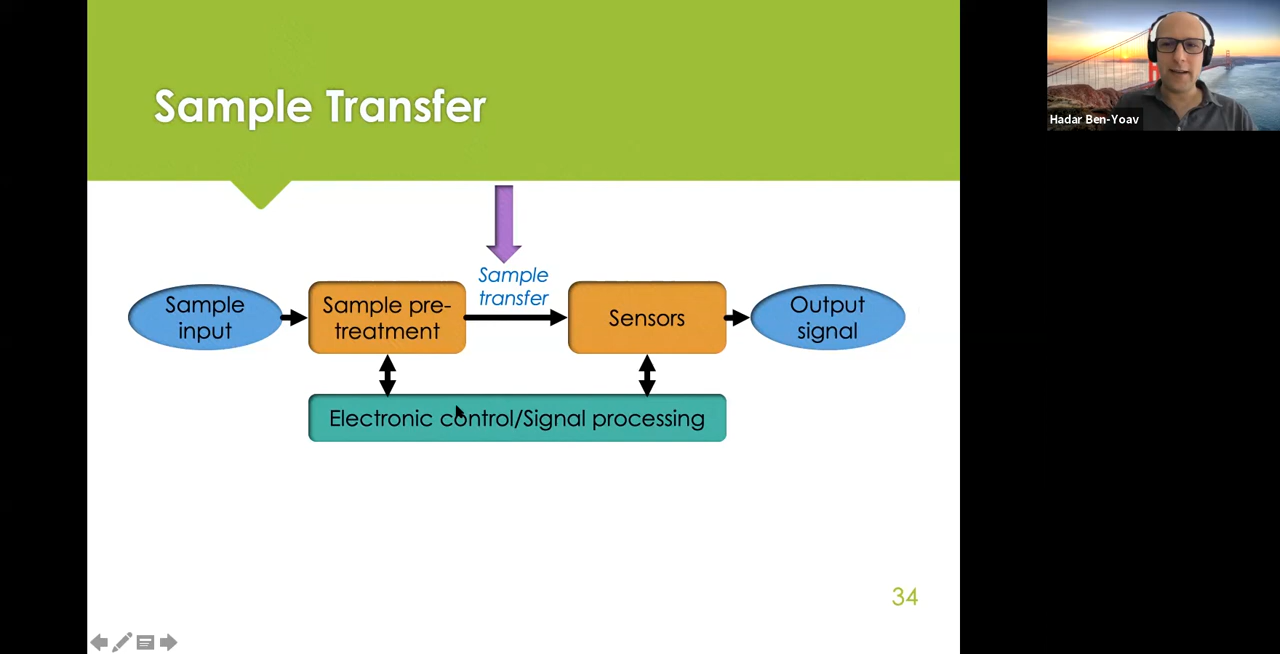 Sample Transfer
Hadar Ben-Yoav
Sample
transfer
Sample
input
Sample pre-
treatment
Sensors
Output
signal
Electronic control/Signal processing
34